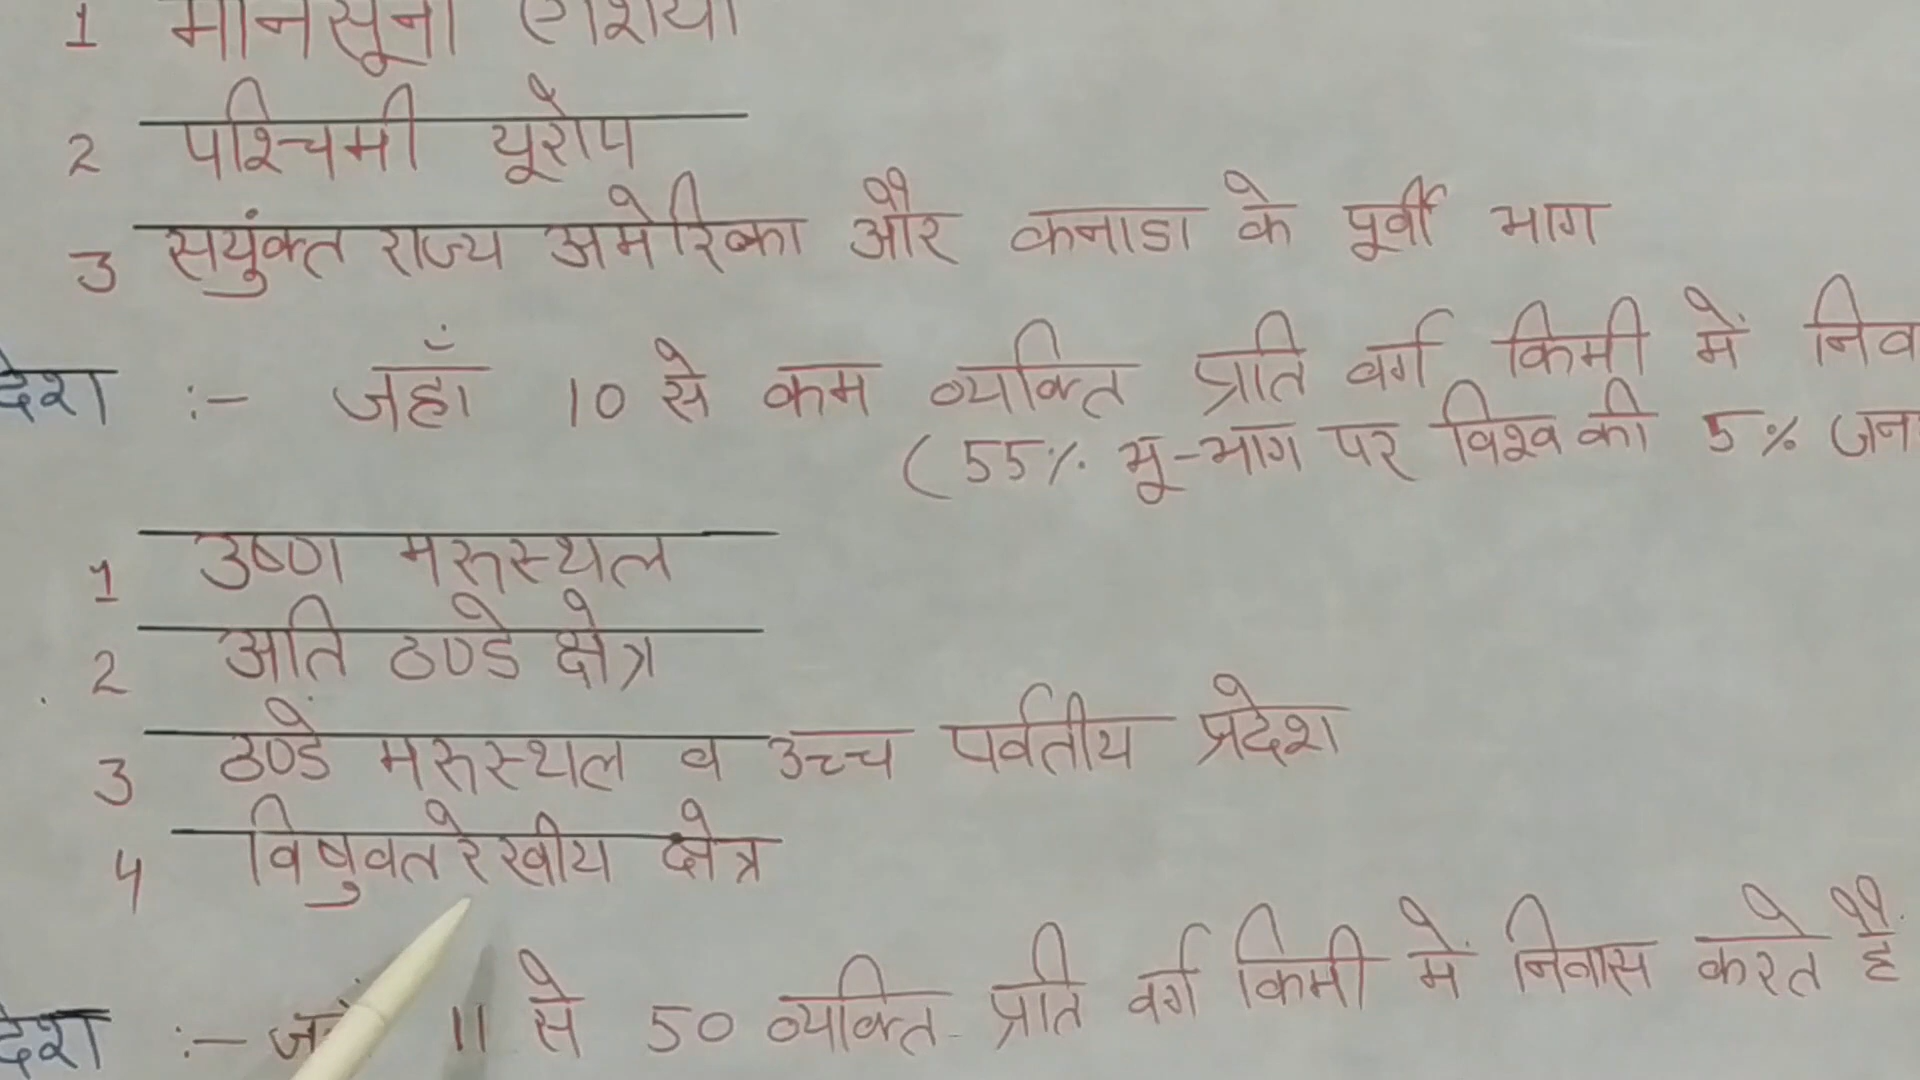 1 मानसूनी एशिया
2 पश्चिमी यूरोप
3 सयुंक्त राज्य अमेरिका और कनाडा के पूर्वी भाग
देश :- जहाँ 10 से कम व्यक्ति प्रति वर्ग किमी में निव
(55% भू-भाग पर विश्व की 5% जन
1 उष्ण मरुस्थल
2 अति ठण्डे क्षेत्र
3 ठण्डे मरुस्थल व उच्च पर्वतीय प्रदेश
4 विषुवत रेखीय क्षेत्र
देश :- 11 से 50 व्यक्ति प्रति वर्ग किमी में निवास करते है